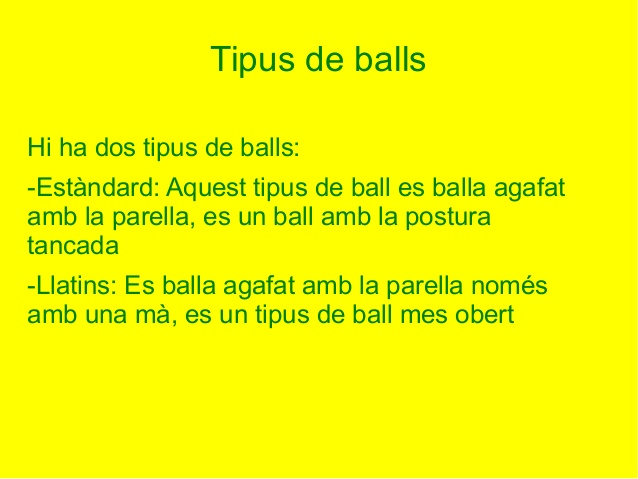 Tipus de balls
Hi ha dos tipus de balls:
-Estàndard: Aquest tipus de ball es balla agafat
amb la parella, es un ball amb la postura
tancada
-Llatins: Es balla agafat amb la parella només
amb una mà, es un tipus de ball mes obert